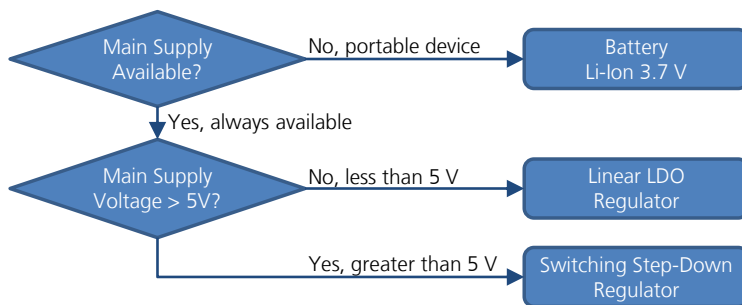 Main Supply
Available?
No, portable device
Battery
Li-Ion 3.7 V
Yes, always available
Main Supply
Voltage > 5V?
No, less than 5 V
Linear LDO
Regulator
Yes, greater than 5 V
Switching Step-Down
Regulator